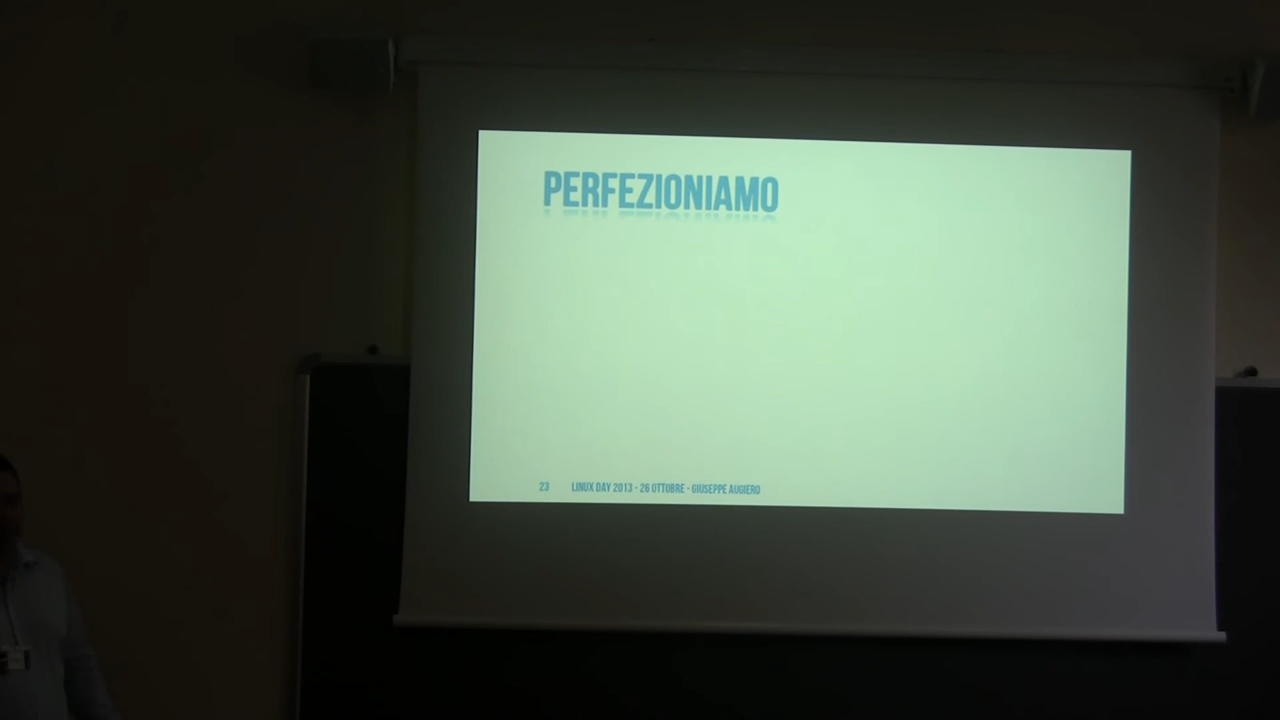 PERFEZIONIAMO
23 LINUX DAY 2013 - 26 OTTOBRE - GIUSEPPE AUGIERO